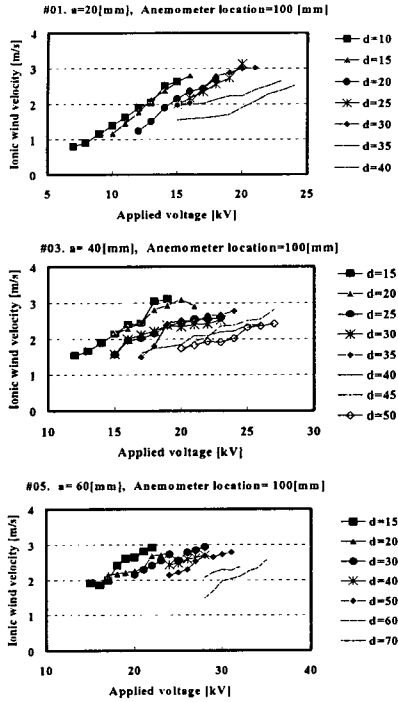 #01. a=20[mm], Anemometer location=100 [mm]
Ionic wind velocity [m/s]
4
3
2
1
0
5 10 15 20 25
Applied voltage [kV]
d=10
d=15
d=20
d=25
d=30
d=35
d=40
#03. a= 40[mm], Anemometer location=100[mm]
Ionic wind velocity [m/s]
4
3
2
1
0
10 15 20 25 30
Applied voltage [kV]
d=15
d=20
d=25
d=30
d=35
d=40
d=45
d=50
#05. a= 60[mm], Anemometer location= 100[mm]
Ionic wind velocity [m/s]
4
3
2
1
0
10 20 30 40
Applied voltage [kV]
d=15
d=20
d=30
d=40
d=50
d=60
d=70